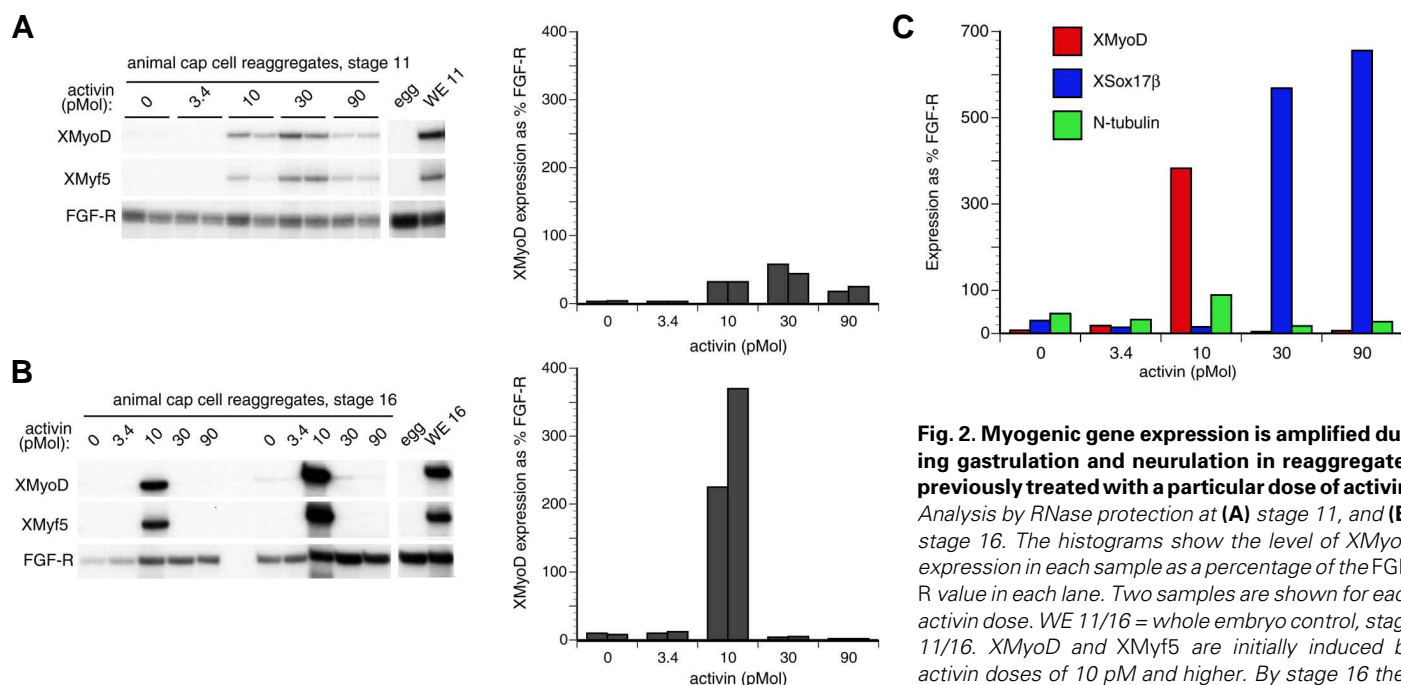 A
animal cap cell reaggregates, stage 11
activin
(pMol):
0 3.4 10 30 90 egg WE 11
XMyoD
XMyf5
FGF-R
XMyoD expression as % FGF-R
400
300
200
100
0
0 3.4 10 30 90
activin (pMol)
B
animal cap cell reaggregates, stage 16
activin
(pMol):
0 3.4 10 30 90 0 3.4 10 30 90 egg WE 16
XMyoD
XMyf5
FGF-R
XMyoD expression as % FGF-R
400
300
200
100
0
0 3.4 10 30 90
activin (pMol)
C
XMyoD
XSox17β
N-tubulin
Expression as % FGF-R
700
500
300
100
0
0 3.4 10 30 90
activin (pMol)
Fig. 2. Myogenic gene expression is amplified dur
ing gastrulation and neurulation in reaggregate
previously treated with a particular dose of activin
Analysis by RNase protection at (A) stage 11, and (B
stage 16. The histograms show the level of XMyo
expression in each sample as a percentage of the FGF
R value in each lane. Two samples are shown for each
activin dose. WE 11/16 = whole embryo control, stag
11/16. XMyoD and XMyf5 are initially induced b
activin doses of 10 pM and higher. By stage 16 the